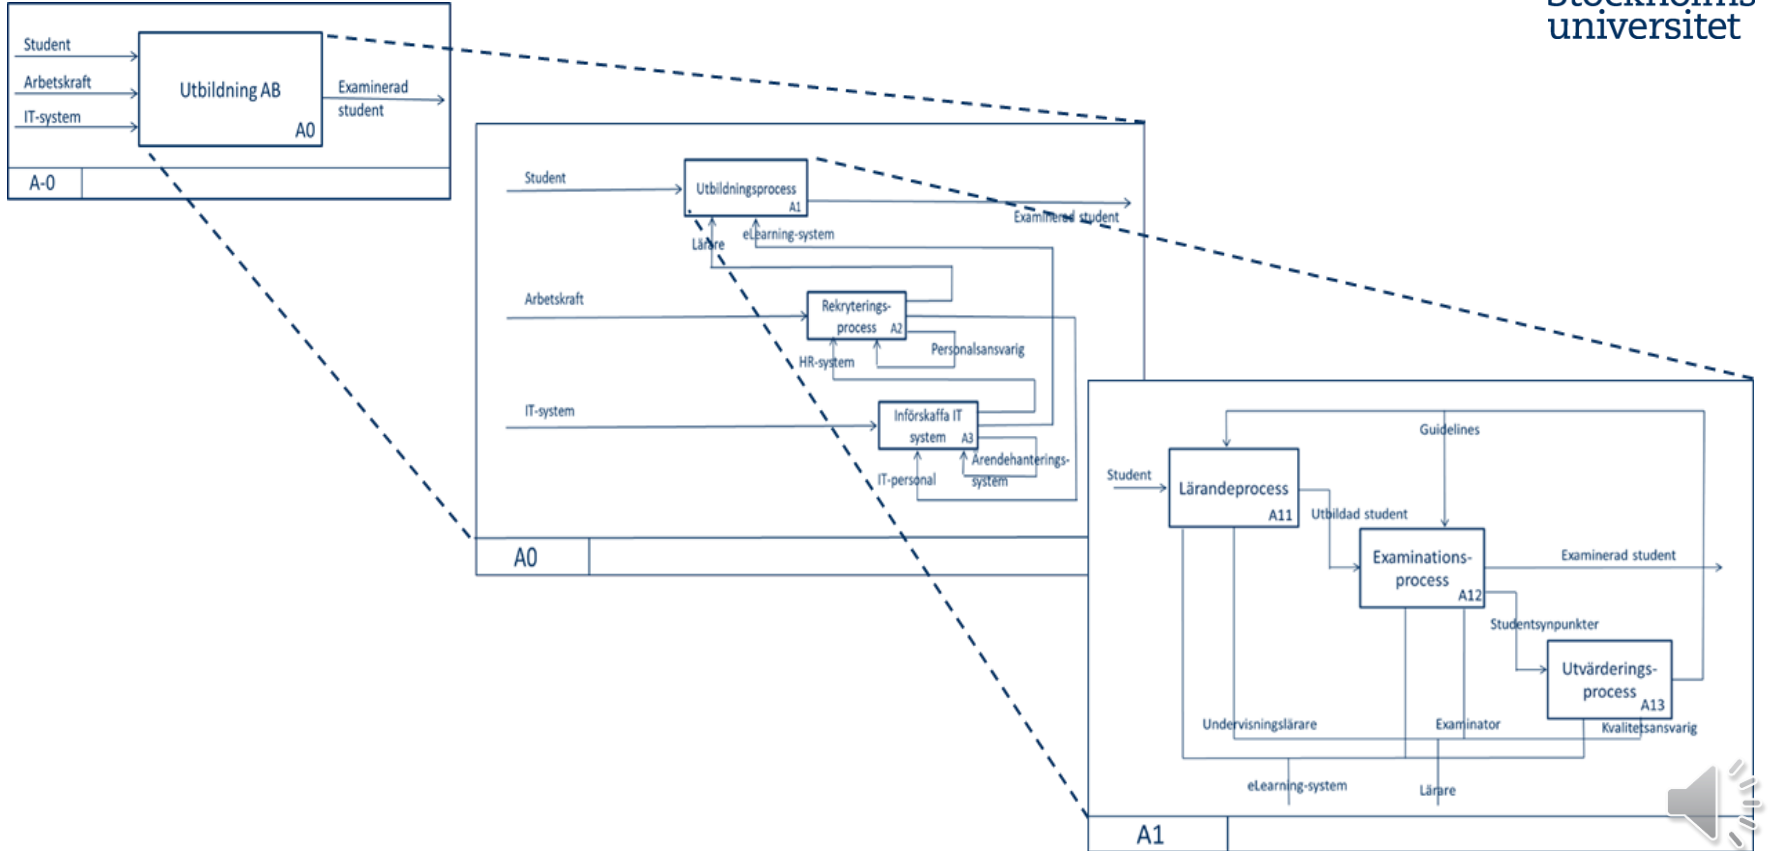 Stockholms
universitet
Student
Arbetskraft
IT-system
Utbildning AB
A0
Examinerad
student
A-0
Student
Utbildningsprocess
A1
Examinerad student
Lärare
eLearning-system
Arbetskraft
Rekryterings-
process A2
Personalsansvarig
HR-system
IT-system
Införskaffa IT
system A3
Ärendehanterings-
system
IT-personal
A0
Guidelines
Student
Lärandeprocess
A11
Utbildad student
Examinations-
process
A12
Examinerad student
Studentsynpunkter
Utvärderings-
process
A13
Undervisningslärare
Examinator
Kvalitetsansvarig
eLearning-system
Lärare
A1